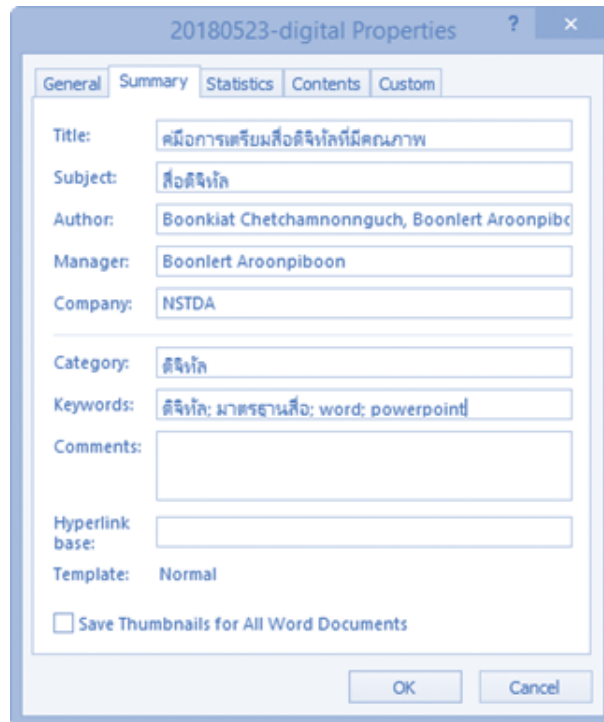 20180523-digital Properties ? ×
General Summary Statistics Contents Custom
Title: คู่มือการเตรียมสื่อดิจิทัลที่มีคุณภาพ
Subject: สื่อดิจิทัล
Author: Boonkiat Chetchamnonnguch, Boonlert Aroonpibo
Manager: Boonlert Aroonpiboon
Company: NSTDA
Category: ดิจิทัล
Keywords: ดิจิทัล; มาตรฐานสื่อ; word; powerpoint
Comments:
Hyperlink
base:
Template: Normal
Save Thumbnails for All Word Documents
OK Cancel